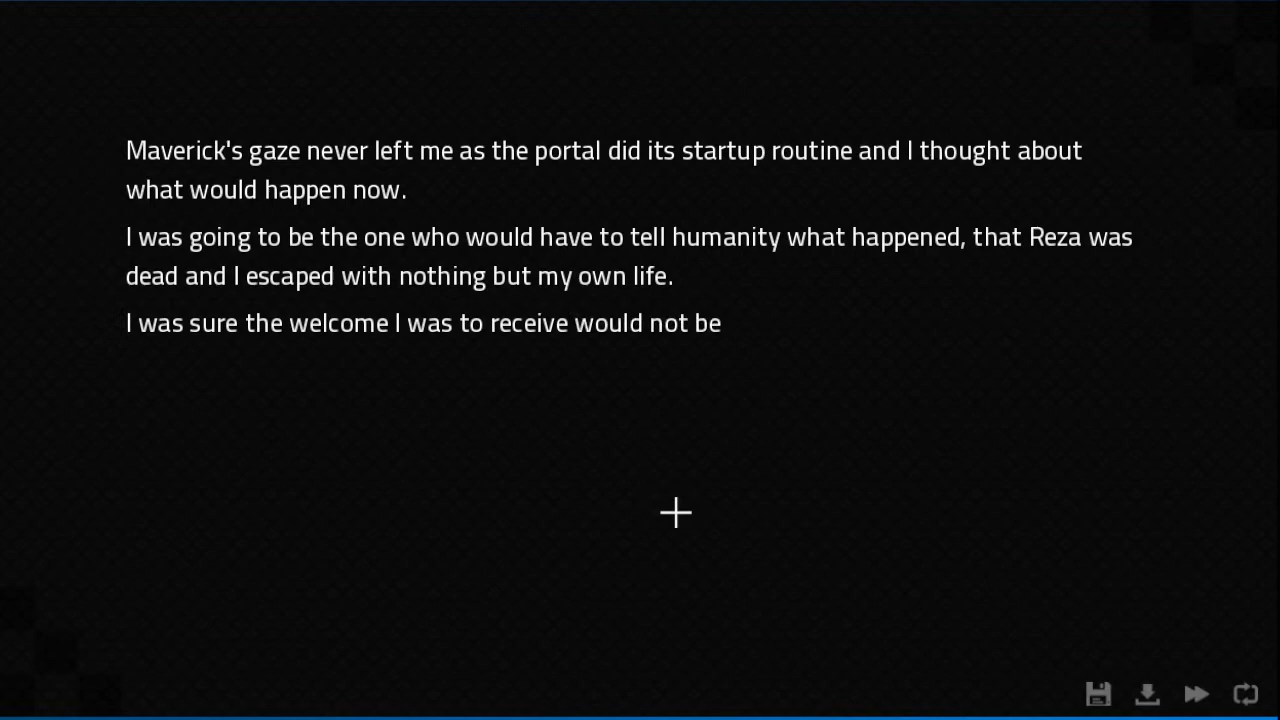 Maverick's gaze never left me as the portal did its startup routine and I thought about
what would happen now.
I was going to be the one who would have to tell humanity what happened, that Reza was
dead and I escaped with nothing but my own life.
I was sure the welcome I was to receive would not be